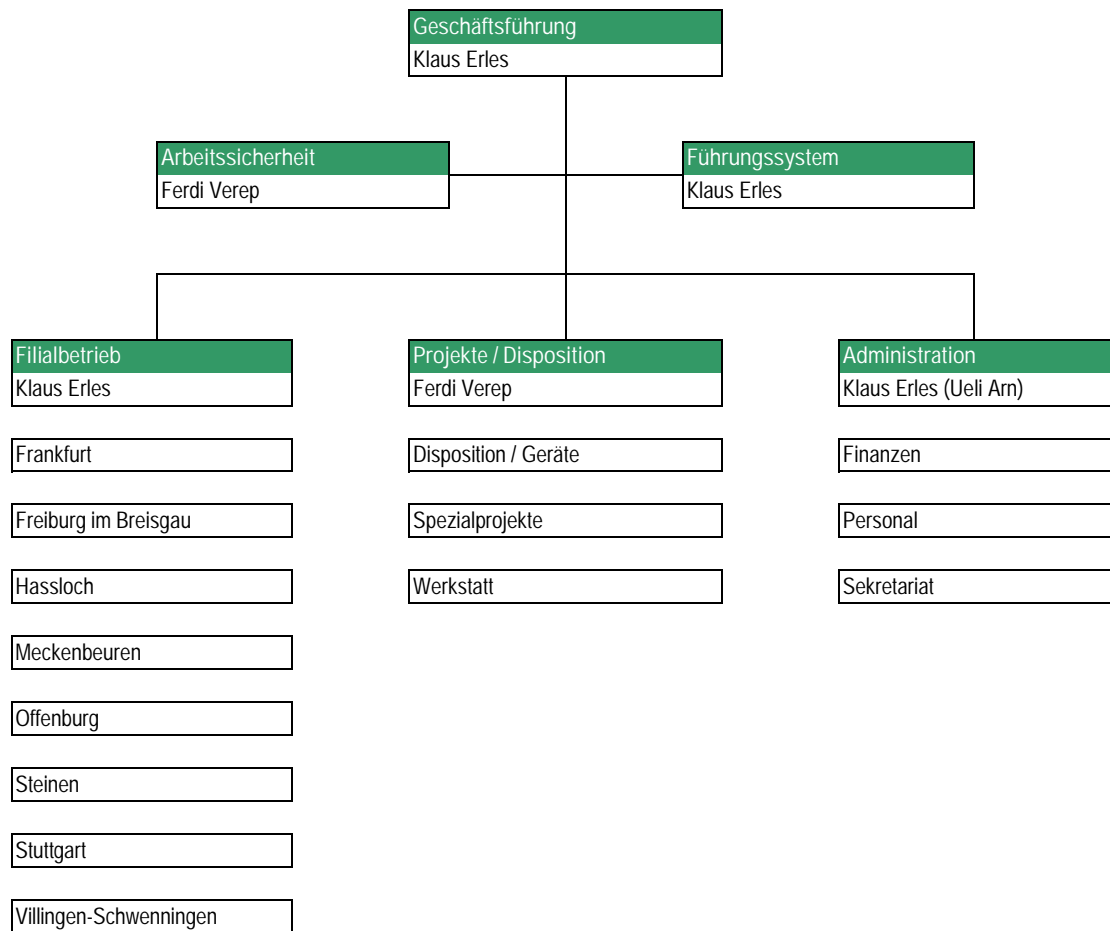 Geschäftsführung
Klaus Erles
Arbeitssicherheit
Ferdi Verep
Führungssystem
Klaus Erles
Filialbetrieb
Klaus Erles
Frankfurt
Freiburg im Breisgau
Hassloch
Meckenbeuren
Offenburg
Steinen
Stuttgart
Villingen-Schwenningen
Projekte / Disposition
Ferdi Verep
Disposition / Geräte
Spezialprojekte
Werkstatt
Administration
Klaus Erles (Ueli Arn)
Finanzen
Personal
Sekretariat